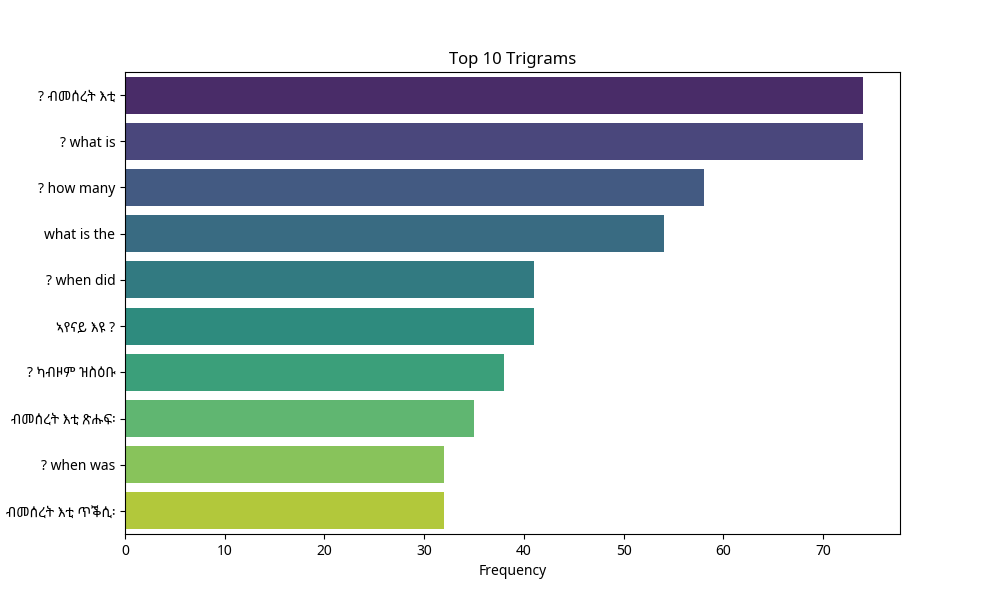 Top 10 Trigrams
? ብመሰረት እቲ
? what is
? how many
what is the
? when did
ኣየናይ እዩ ?
? ካብዞም ዝስዕቡ
ብመሰረት እቲ ጽሑፍ፡
? when was
ብመሰረት እቲ ጥቕሲ፡
0 10 20 30 40 50 60 70
Frequency